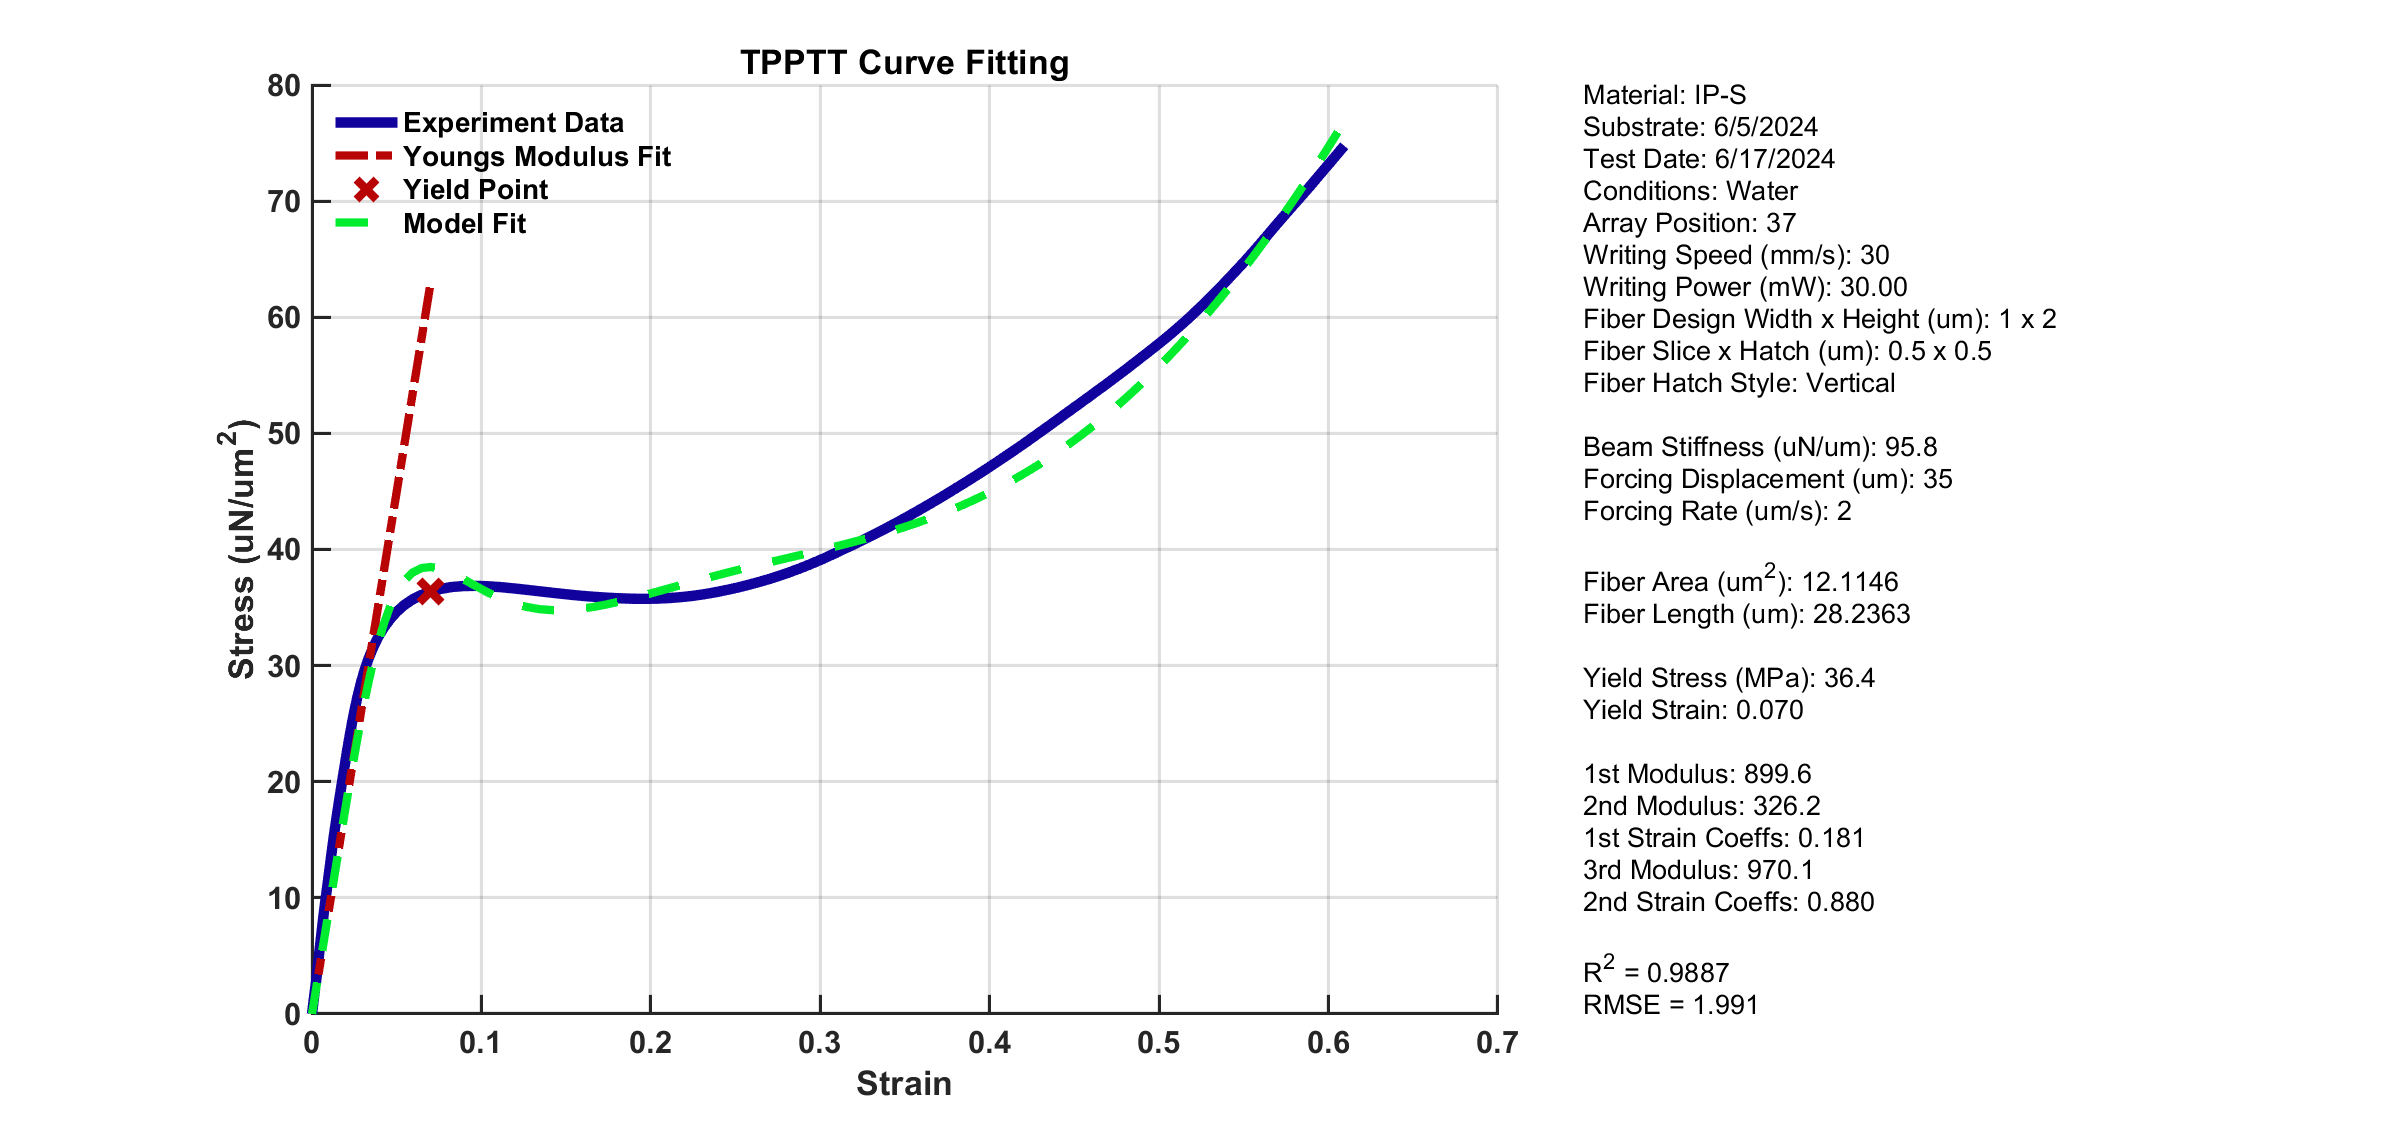 TPPTT Curve Fitting
80
70
60
50
40
30
20
10
0
Stress (uN/um²)
Experiment Data
Youngs Modulus Fit
Yield Point
Model Fit
0 0.1 0.2 0.3 0.4 0.5 0.6 0.7
Strain
Material: IP-S
Substrate: 6/5/2024
Test Date: 6/17/2024
Conditions: Water
Array Position: 37
Writing Speed (mm/s): 30
Writing Power (mW): 30.00
Fiber Design Width x Height (um): 1 x 2
Fiber Slice x Hatch (um): 0.5 x 0.5
Fiber Hatch Style: Vertical
Beam Stiffness (uN/um): 95.8
Forcing Displacement (um): 35
Forcing Rate (um/s): 2
Fiber Area (um²): 12.1146
Fiber Length (um): 28.2363
Yield Stress (MPa): 36.4
Yield Strain: 0.070
1st Modulus: 899.6
2nd Modulus: 326.2
1st Strain Coeffs: 0.181
3rd Modulus: 970.1
2nd Strain Coeffs: 0.880
R² = 0.9887
RMSE = 1.991